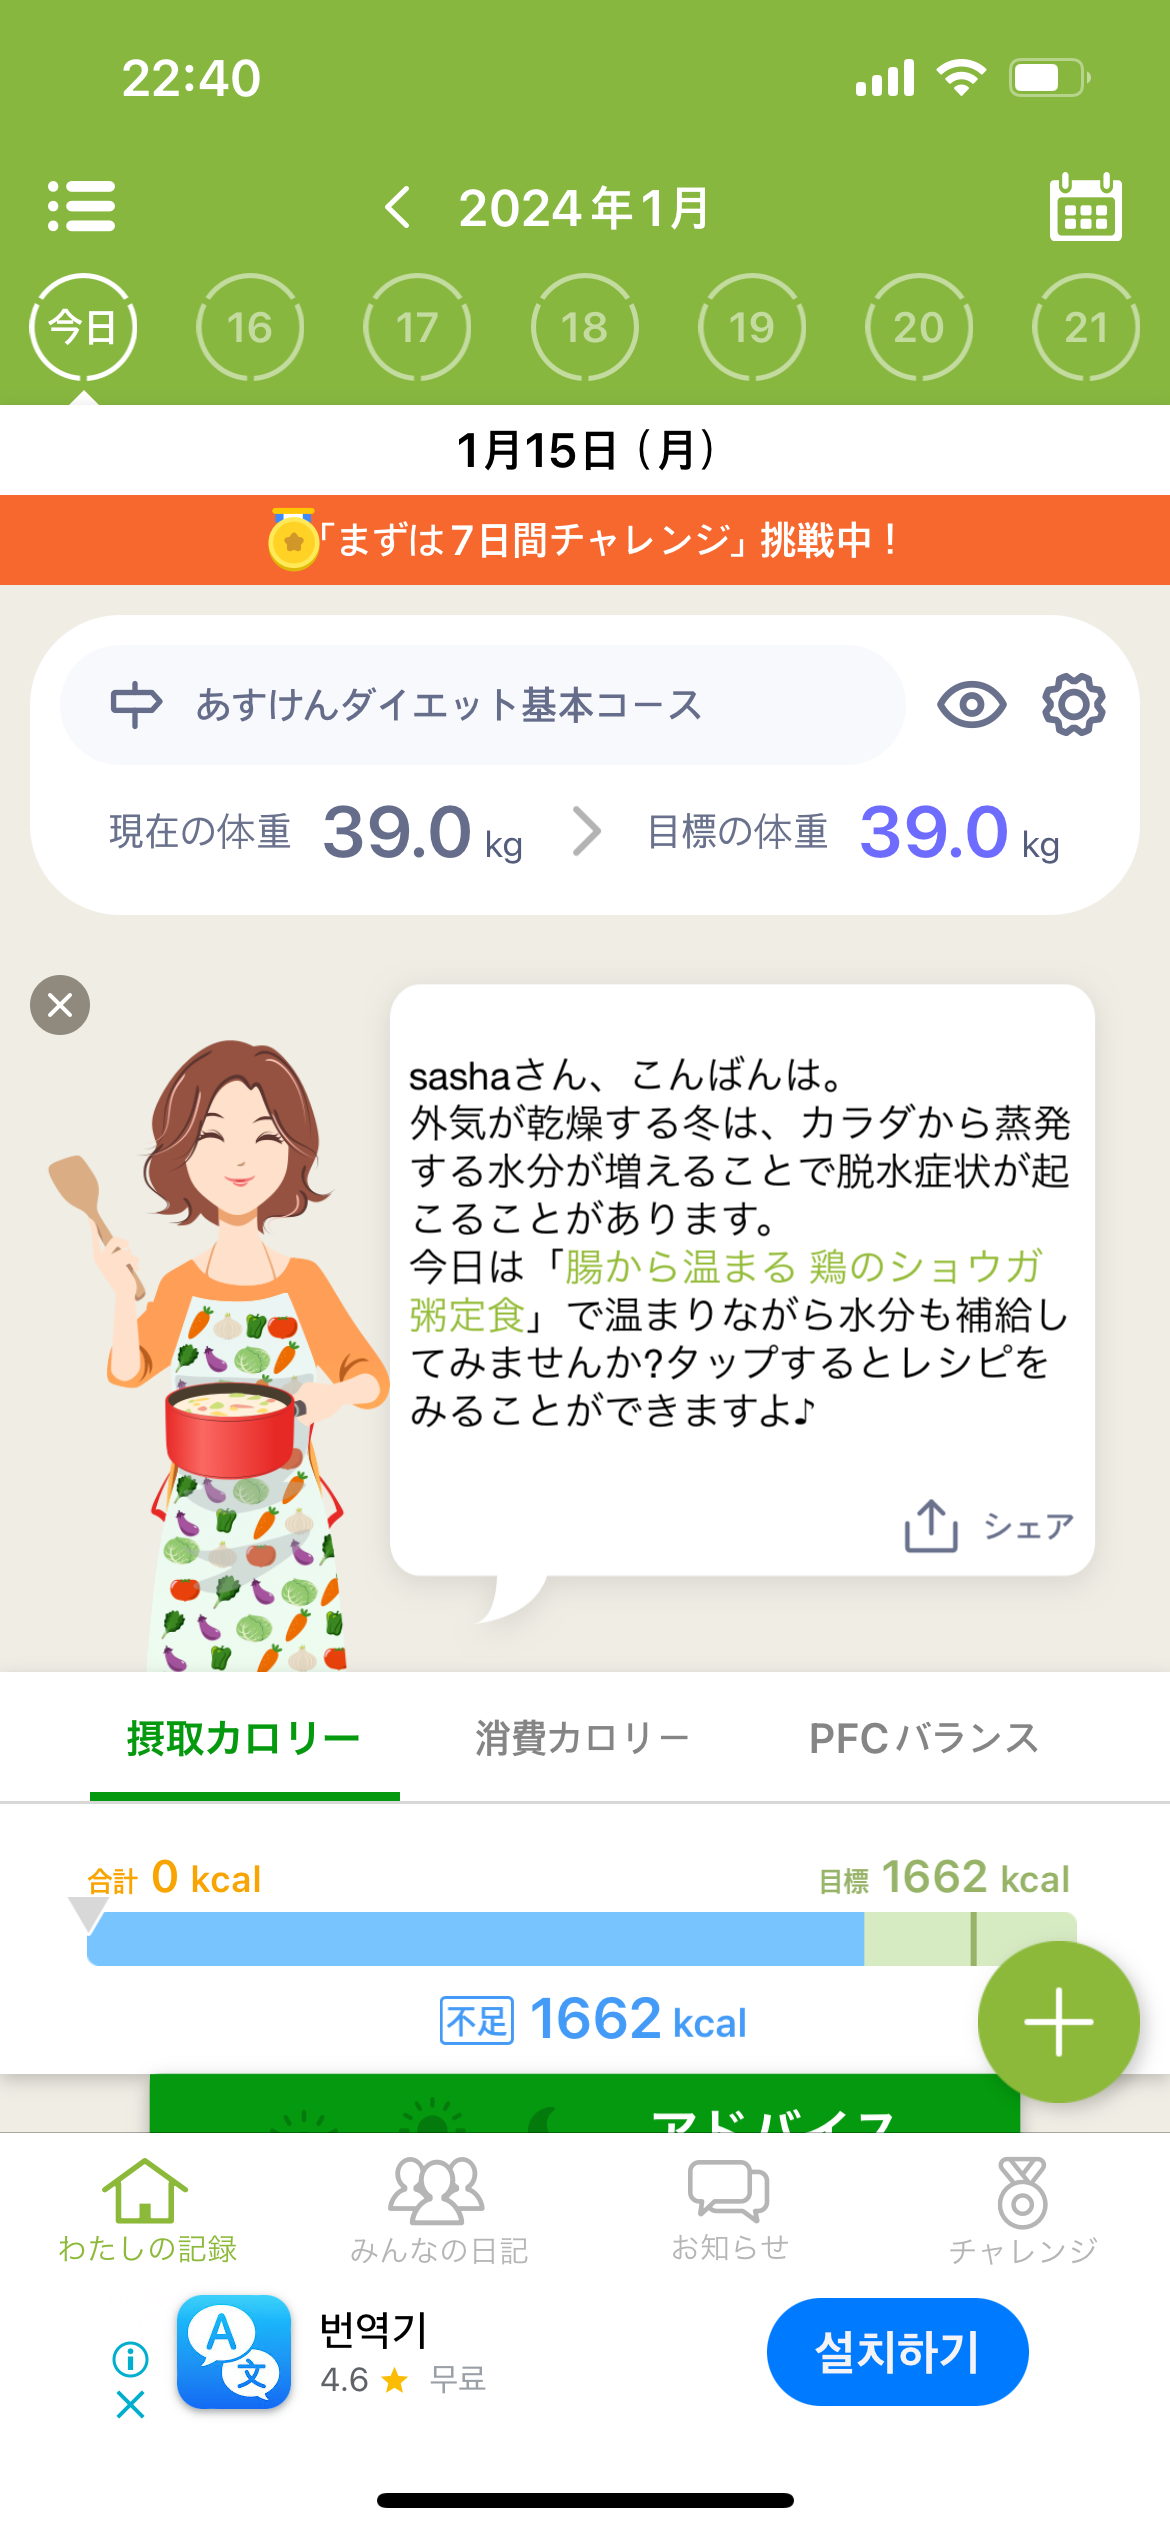 22:40
2024年1月
今日 16 17 18 19 20 21
1月15日(月)
「まずは7日間チャレンジ」挑戦中!
あすけんダイエット基本コース
現在の体重 39.0 kg 目標の体重 39.0 kg
sashaさん、こんばんは。
外気が乾燥する冬は、カラダから蒸発
する水分が増えることで脱水症状が起
こることがあります。
今日は「腸から温まる 鶏のショウガ
粥定食」で温まりながら水分も補給し
てみませんか?タップするとレシピを
みることができますよ♪
シェア
摂取カロリー 消費カロリー PFCバランス
合計 0 kcal 目標 1662 kcal
不足 1662 kcal
アドバイス
わたしの記録 みんなの日記 お知らせ チャレンジ
A 文
번역기
4.6 ★ 무료
설치하기